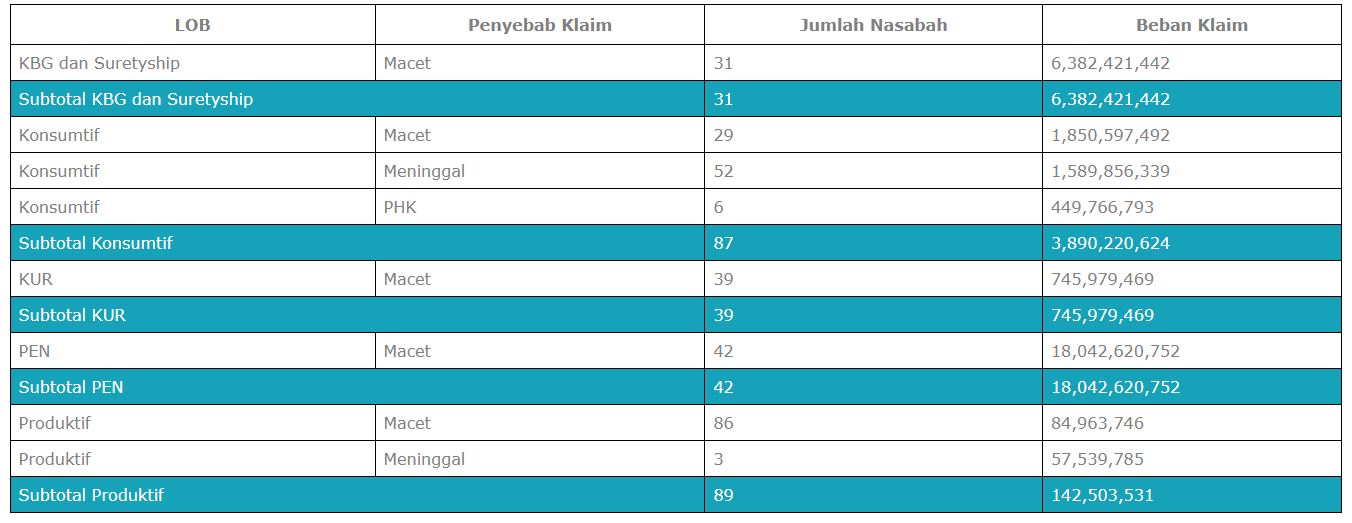 LOB Penyebab Klaim Jumlah Nasabah Beban Klaim
KBG dan Suretyship Macet 31 6,382,421,442
Subtotal KBG dan Suretyship 31 6,382,421,442
Konsumtif Macet 29 1,850,597,492
Konsumtif Meninggal 52 1,589,856,339
Konsumtif PHK 6 449,766,793
Subtotal Konsumtif 87 3,890,220,624
KUR Macet 39 745,979,469
Subtotal KUR 39 745,979,469
PEN Macet 42 18,042,620,752
Subtotal PEN 42 18,042,620,752
Produktif Macet 86 84,963,746
Produktif Meninggal 3 57,539,785
Subtotal Produktif 89 142,503,531